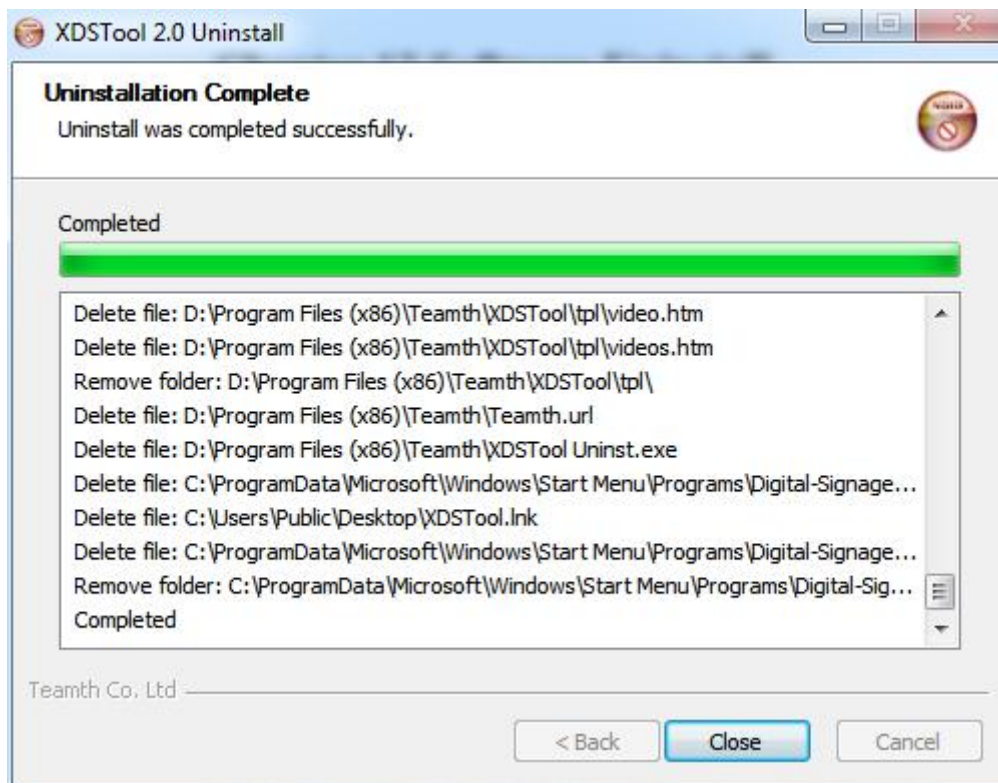 XDSTool 2.0 Uninstall
Uninstallation Complete
Uninstall was completed successfully.
Completed
Delete file: D:\Program Files (x86)\Teamth\XDSTool\tpl\video.htm
Delete file: D:\Program Files (x86)\Teamth\XDSTool\tpl\videos.htm
Remove folder: D:\Program Files (x86)\Teamth\XDSTool\tpl\
Delete file: D:\Program Files (x86)\Teamth\Teamth.url
Delete file: D:\Program Files (x86)\Teamth\XDSTool Uninst.exe
Delete file: C:\ProgramData\Microsoft\Windows\Start Menu\Programs\Digital-Signage...
Delete file: C:\Users\Public\Desktop\XDSTool.lnk
Delete file: C:\ProgramData\Microsoft\Windows\Start Menu\Programs\Digital-Signage...
Remove folder: C:\ProgramData\Microsoft\Windows\Start Menu\Programs\Digital-Sig...
Completed
Teamth Co. Ltd
< Back Close Cancel